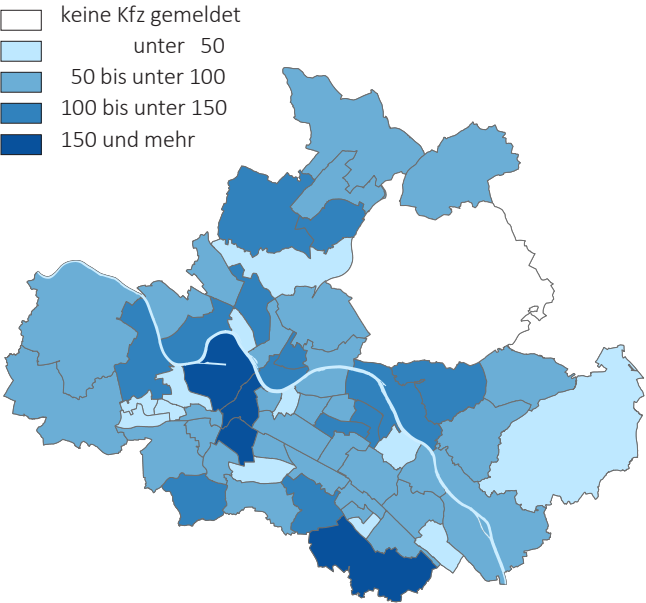 keine Kfz gemeldet
unter 50
50 bis unter 100
100 bis unter 150
150 und mehr